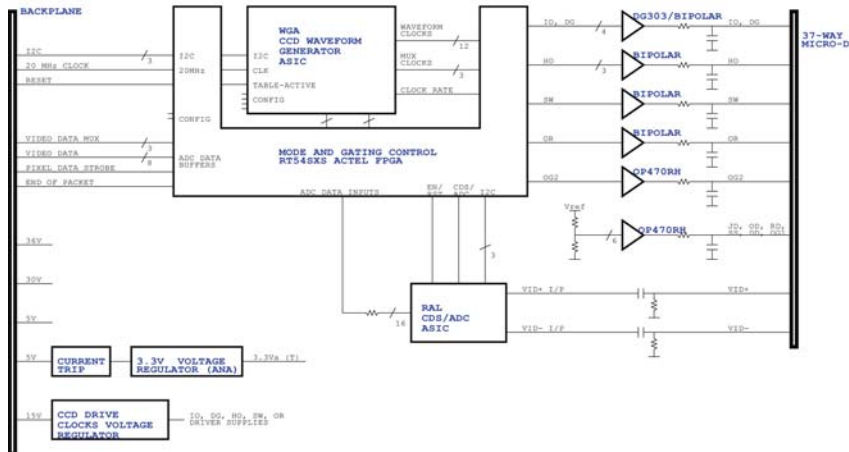 BACKPLANE
I2C
3
20 MHz CLOCK
RESET
VIDEO DATA MUX
3
VIDEO DATA
8
PIXEL DATA STROBE
END OF PACKET
36V
30V
5V
5V
15V
I2C
20MHz
CONFIG
ADC DATA
BUFFERS
WGA
CCD WAVEFORM
GENERATOR
ASIC
I2C
CLK
TABLE-ACTIVE
CONFIG
WAVEFORM
CLOCKS
12
MUX
CLOCKS
3
CLOCK RATE
MODE AND GATING CONTROL
RT54SXS ACTEL FPGA
ADC DATA INPUTS
EN/
RST
CDS/
ADC
I2C
3
16
RAL
CDS/ADC
ASIC
IO, DG
4
DG303/BIPOLAR
IO, DG
HO
3
BIPOLAR
HO
SW
BIPOLAR
SW
OR
BIPOLAR
OR
OG2
OP470RH
OG2
Vref
6
OP470RH
JD, OD, RD,
SS, DD, OG1
VID+ I/P
VID+
VID- I/P
VID-
37-WAY
MICRO-D
CURRENT
TRIP
3.3V VOLTAGE
REGULATOR (ANA)
3.3Va (T)
CCD DRIVE
CLOCKS VOLTAGE
REGULATOR
IO, DG, HO, SW, OR
DRIVER SUPPLIES